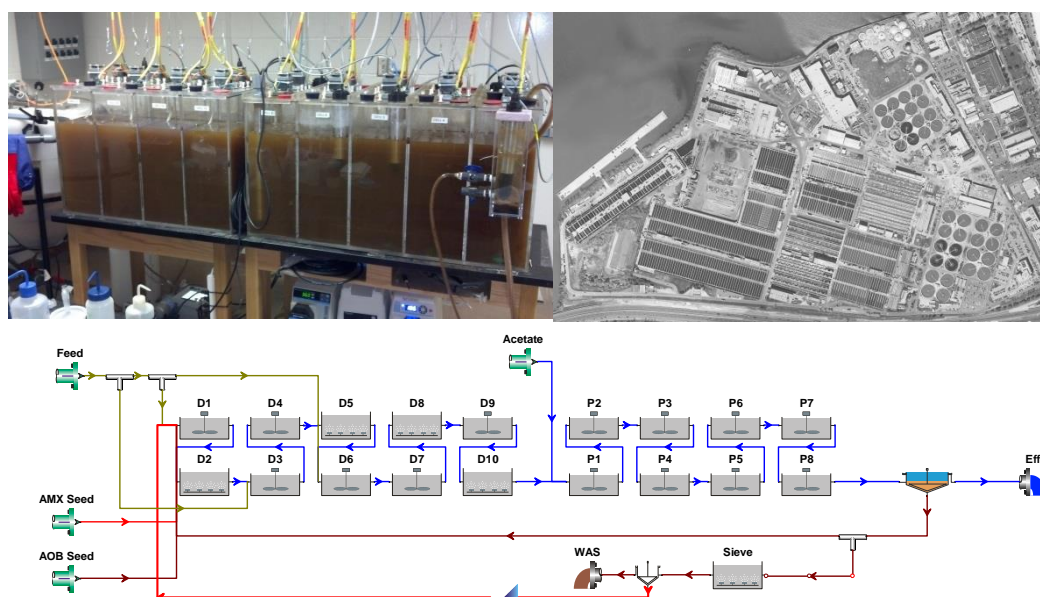 Feed
Acetate
D1
D4
D5
D8
D9
P2
P3
P6
P7
D2
D3
D6
D7
D10
P1
P4
P5
P8
Eff
AMX Seed
AOB Seed
WAS
Sieve